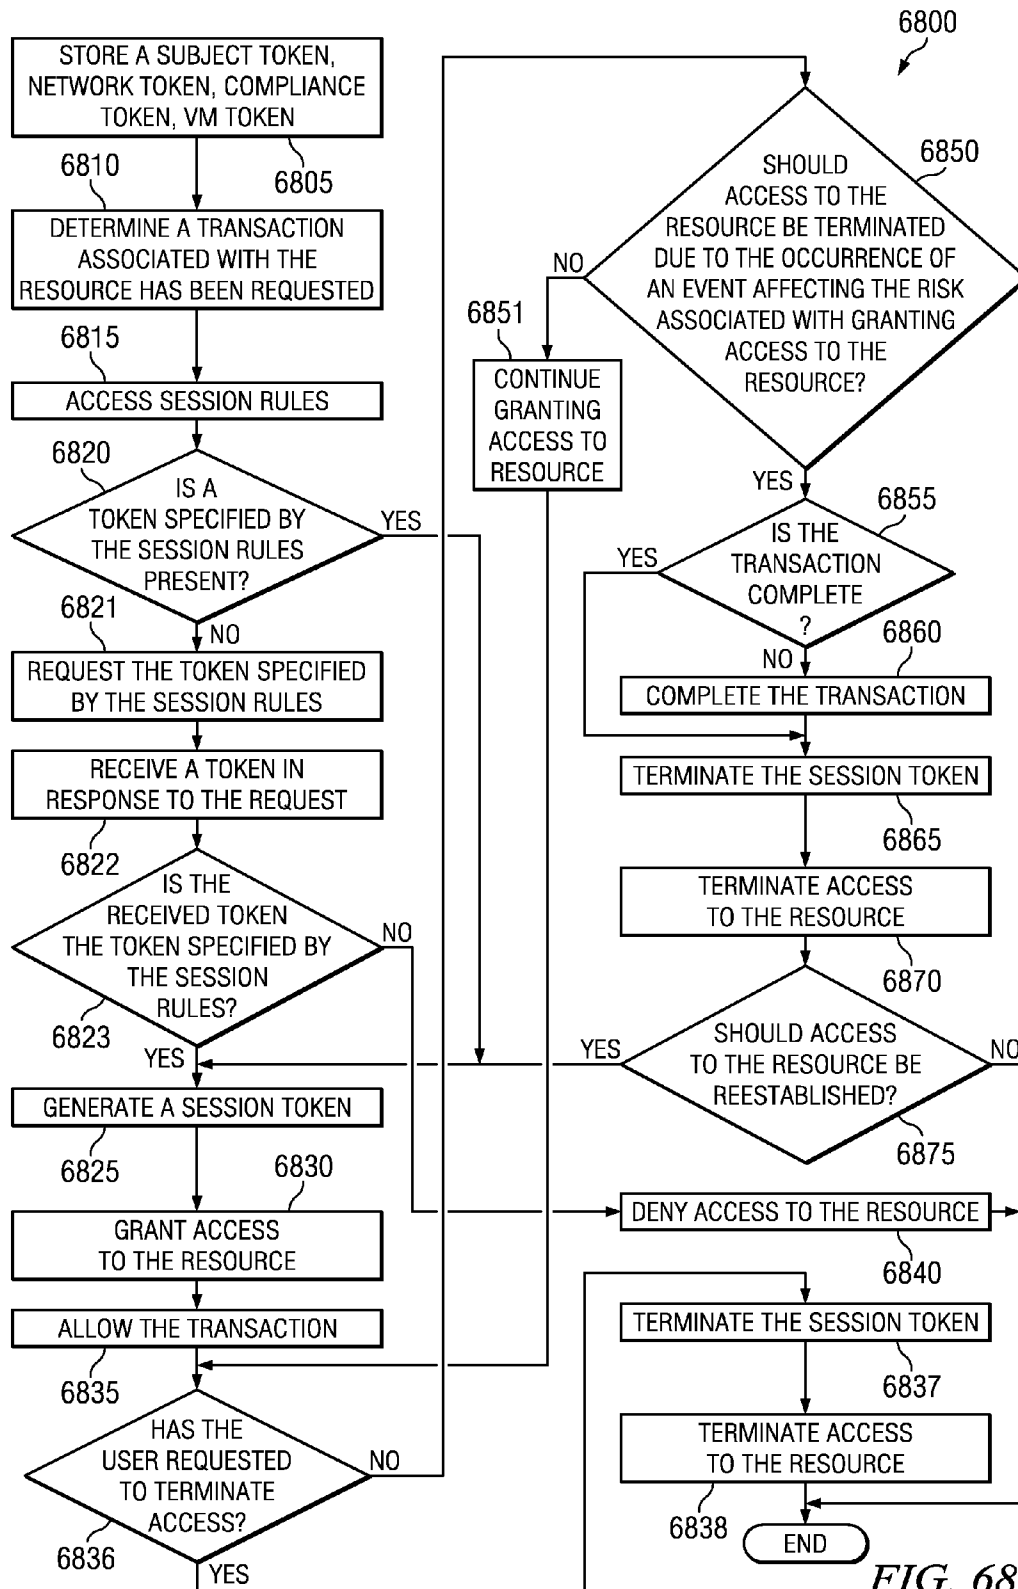 6800
STORE A SUBJECT TOKEN,
NETWORK TOKEN, COMPLIANCE
TOKEN, VM TOKEN
6805
6810
DETERMINE A TRANSACTION
ASSOCIATED WITH THE
RESOURCE HAS BEEN REQUESTED
6815
ACCESS SESSION RULES
6820
IS A
TOKEN SPECIFIED BY
THE SESSION RULES
PRESENT?
YES
6821
NO
REQUEST THE TOKEN SPECIFIED
BY THE SESSION RULES
RECEIVE A TOKEN IN
RESPONSE TO THE REQUEST
6822
IS THE
RECEIVED TOKEN
THE TOKEN SPECIFIED BY
THE SESSION
RULES?
NO
6823
YES
GENERATE A SESSION TOKEN
6825
6830
GRANT ACCESS
TO THE RESOURCE
ALLOW THE TRANSACTION
6835
HAS THE
USER REQUESTED
TO TERMINATE
ACCESS?
NO
6836
YES
6850
SHOULD
ACCESS TO THE
RESOURCE BE TERMINATED
DUE TO THE OCCURRENCE OF
AN EVENT AFFECTING THE RISK
ASSOCIATED WITH GRANTING
ACCESS TO THE
RESOURCE?
NO
6851
CONTINUE
GRANTING
ACCESS TO
RESOURCE
YES
6855
IS THE
TRANSACTION
COMPLETE
?
YES
NO
6860
COMPLETE THE TRANSACTION
TERMINATE THE SESSION TOKEN
6865
TERMINATE ACCESS
TO THE RESOURCE
6870
SHOULD ACCESS
TO THE RESOURCE BE
REESTABLISHED?
YES
NO
6875
DENY ACCESS TO THE RESOURCE
6840
TERMINATE THE SESSION TOKEN
6837
TERMINATE ACCESS
TO THE RESOURCE
6838
END
FIG. 68